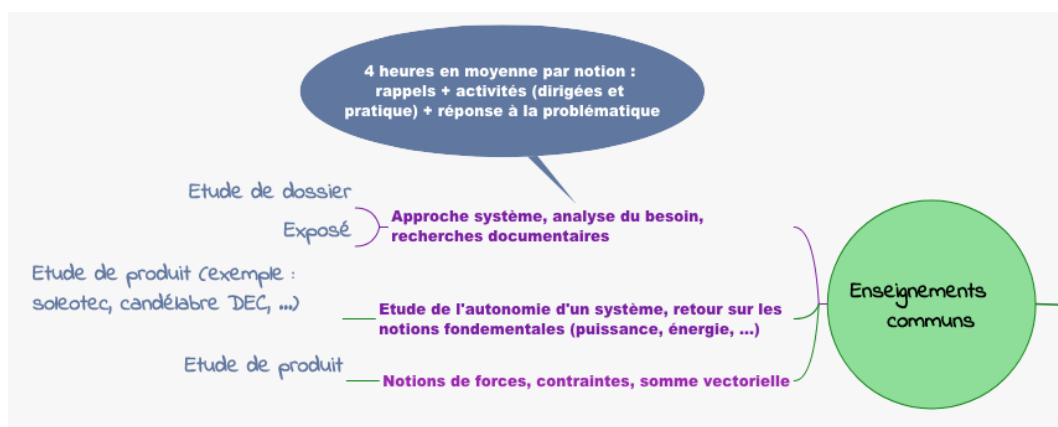 4 heures en moyenne par notion :
rappels + activités (dirigées et
pratique) + réponse à la problématique
Etude de dossier
Exposé
Approche système, analyse du besoin,
recherches documentaires
Etude de produit (exemple :
soleotec, candélabre DEC, ...)
Etude de l'autonomie d'un système, retour sur les
notions fondementales (puissance, énergie, ...)
Etude de produit
Notions de forces, contraintes, somme vectorielle
Enseignements
communs